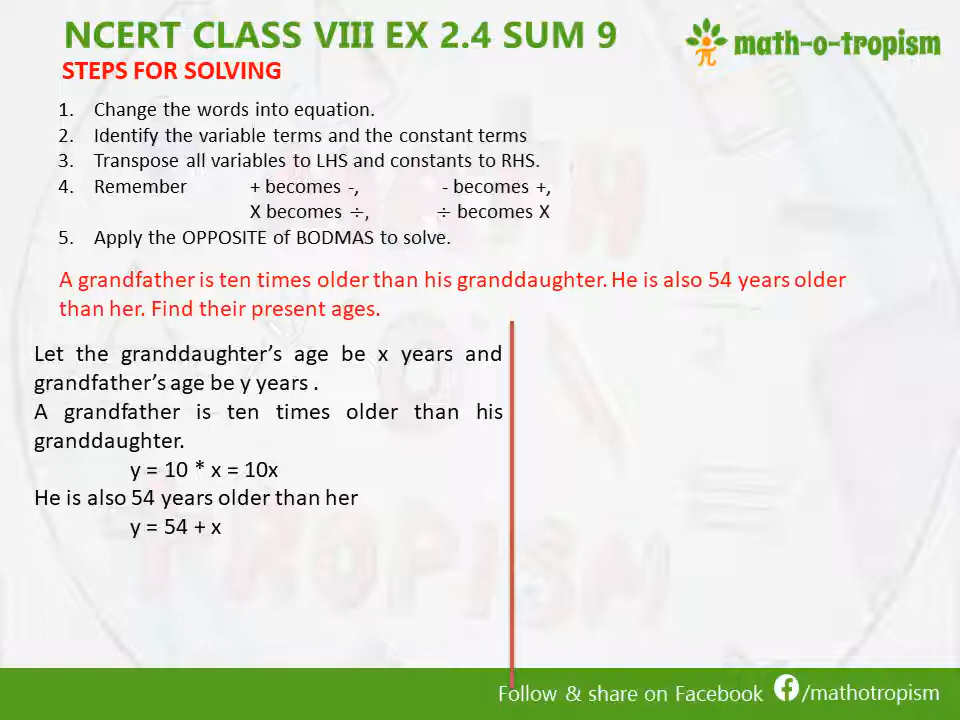 NCERT CLASS VIII EX 2.4 SUM 9
math-o-tropism
STEPS FOR SOLVING
1. Change the words into equation.
2. Identify the variable terms and the constant terms
3. Transpose all variables to LHS and constants to RHS.
4. Remember + becomes -, - becomes +,
X becomes ÷, ÷ becomes X
5. Apply the OPPOSITE of BODMAS to solve.
A grandfather is ten times older than his granddaughter. He is also 54 years older
than her. Find their present ages.
Let the granddaughter's age be x years and
grandfather's age be y years .
A grandfather is ten times older than his
granddaughter.
y = 10 * x = 10x
He is also 54 years older than her
y = 54 + x
TROPISM
Follow & share on Facebook /mathotropism